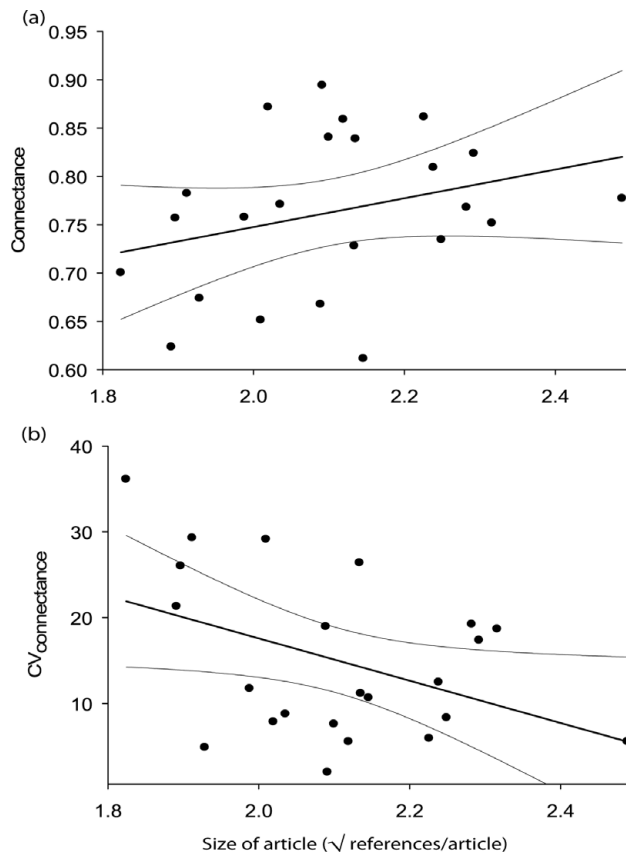 (a)
0.95
0.90
0.85
0.80
0.75
0.70
0.65
0.60
Connectance
1.8 2.0 2.2 2.4
(b)
40
30
20
10
CVconnectance
1.8 2.0 2.2 2.4
Size of article (√ references/article)